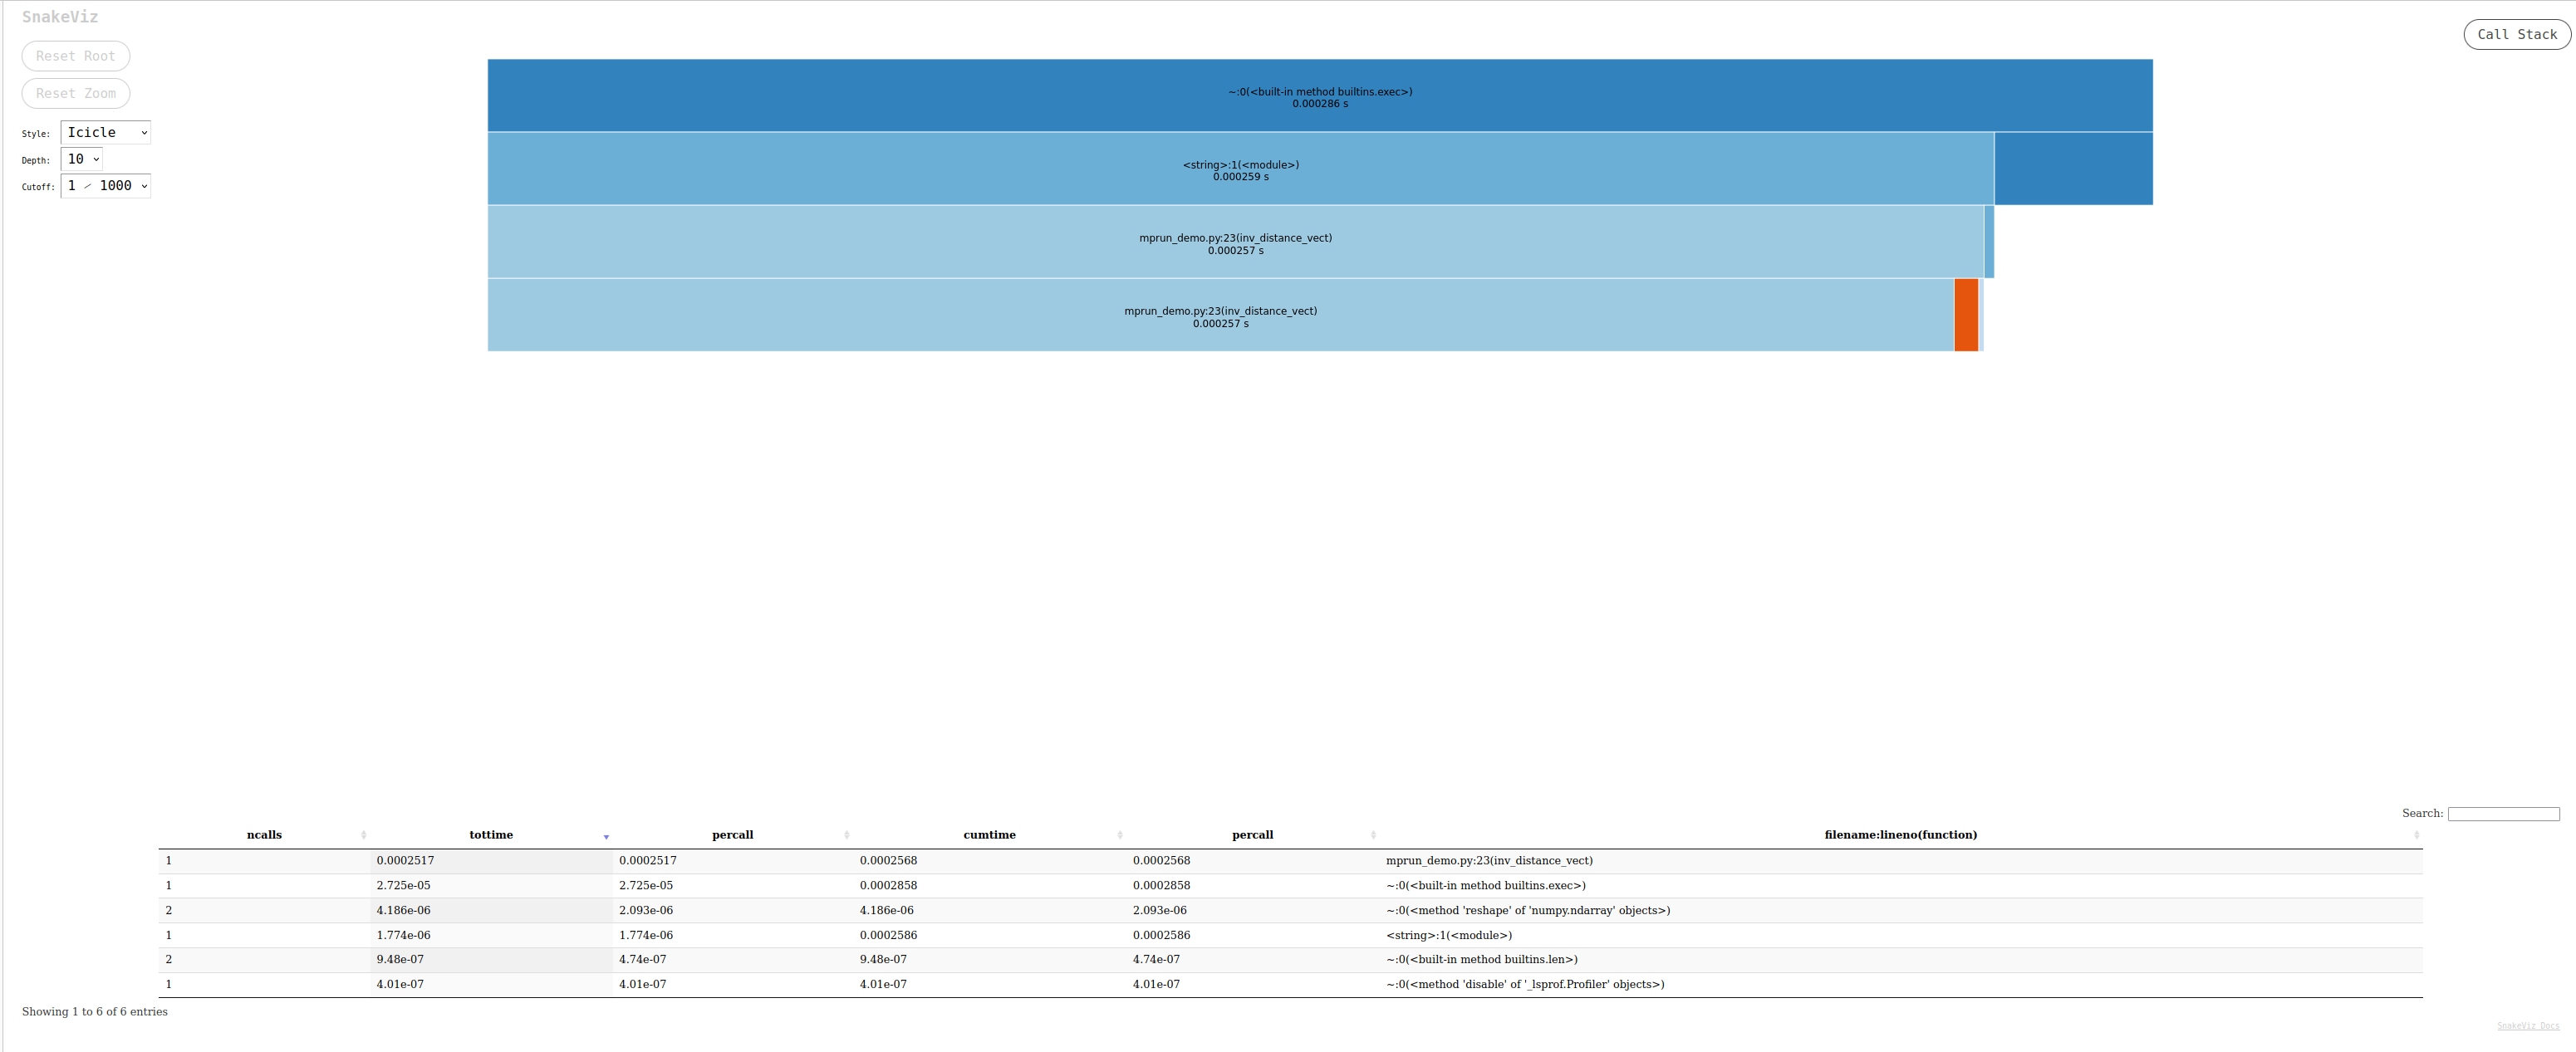 SnakeViz
Call Stack
Reset Root
Reset Zoom
Style: Icicle
Depth: 10
Cutoff: 1 / 1000
~:0(<built-in method builtins.exec>)
0.000286 s
<string>:1(<module>)
0.000259 s
mprun_demo.py:23(inv_distance_vect)
0.000257 s
mprun_demo.py:23(inv_distance_vect)
0.000257 s
Search:
ncalls tottime percall cumtime percall filename:lineno(function)
1 0.0002517 0.0002517 0.0002568 0.0002568 mprun_demo.py:23(inv_distance_vect)
1 2.725e-05 2.725e-05 0.0002858 0.0002858 ~:0(<built-in method builtins.exec>)
2 4.186e-06 2.093e-06 4.186e-06 2.093e-06 ~:0(<method 'reshape' of 'numpy.ndarray' objects>)
1 1.774e-06 1.774e-06 0.0002586 0.0002586 <string>:1(<module>)
2 9.48e-07 4.74e-07 9.48e-07 4.74e-07 ~:0(<built-in method builtins.len>)
1 4.01e-07 4.01e-07 4.01e-07 4.01e-07 ~:0(<method 'disable' of '_lsprof.Profiler' objects>)
Showing 1 to 6 of 6 entries
SnakeViz Docs